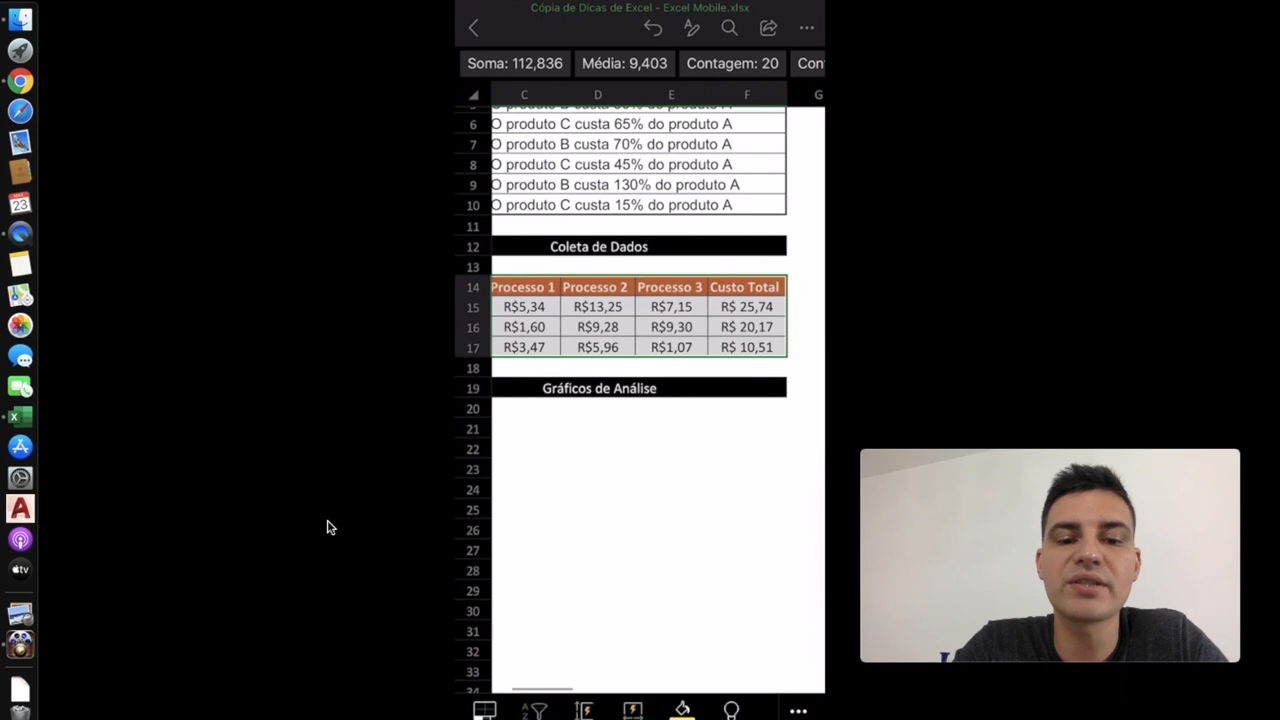 Cópia de Dicas de Excel - Excel Mobile.xlsx
Soma: 112,836 Média: 9,403 Contagem: 20 Con
C D E F G
6 O produto C custa 65% do produto A
7 O produto B custa 70% do produto A
8 O produto C custa 45% do produto A
9 O produto B custa 130% do produto A
10 O produto C custa 15% do produto A
11
12 Coleta de Dados
13
14 Processo 1 Processo 2 Processo 3 Custo Total
15 R$5,34 R$13,25 R$7,15 R$ 25,74
16 R$1,60 R$9,28 R$9,30 R$ 20,17
17 R$3,47 R$5,96 R$1,07 R$ 10,51
18
19 Gráficos de Análise
20
21
22
23
24
25
26
27
28
29
30
31
32
33
34
23
tv